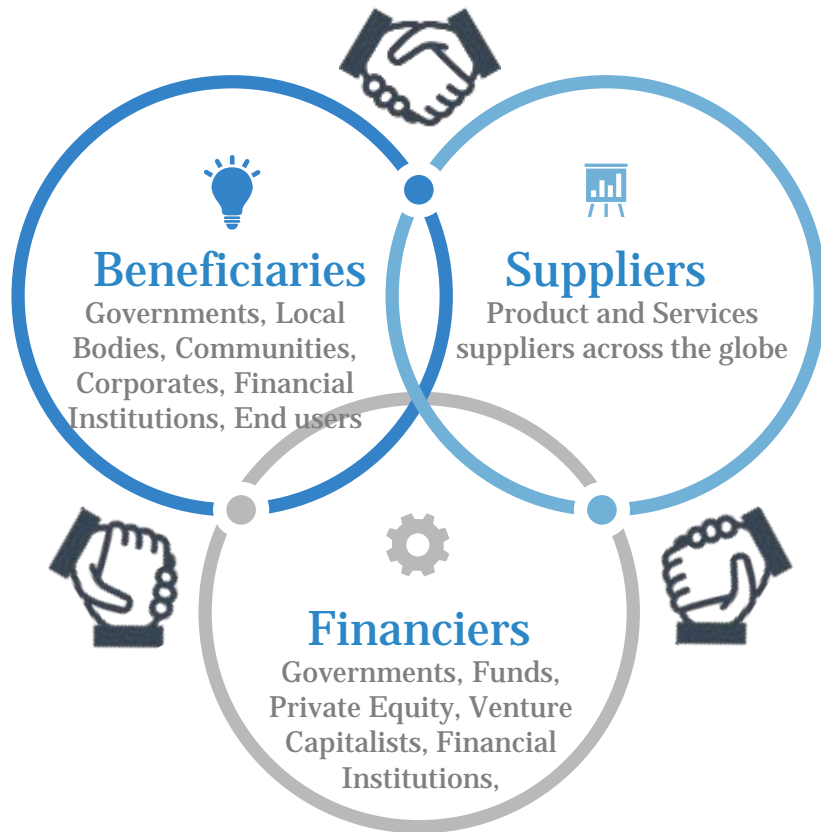 Beneficiaries
Governments, Local
Bodies, Communities,
Corporates, Financial
Institutions, End users
Suppliers
Product and Services
suppliers across the globe
Financiers
Governments, Funds,
Private Equity, Venture
Capitalists, Financial
Institutions,